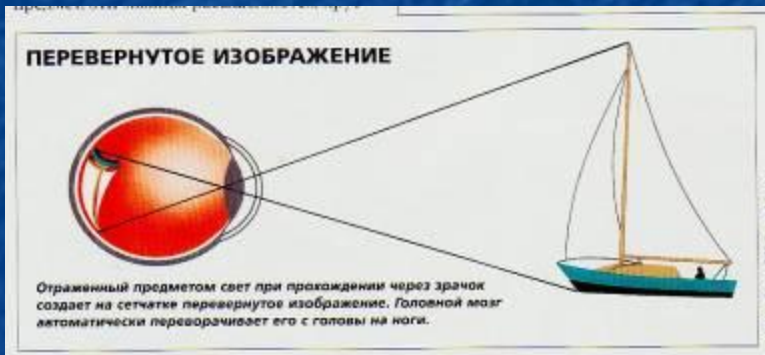 ПЕРЕВЕРНУТОЕ ИЗОБРАЖЕНИЕ
Отраженный предметом свет при прохождении через зрачок
создает на сетчатке перевернутое изображение. Головной мозг
автоматически переворачивает его с головы на ноги.